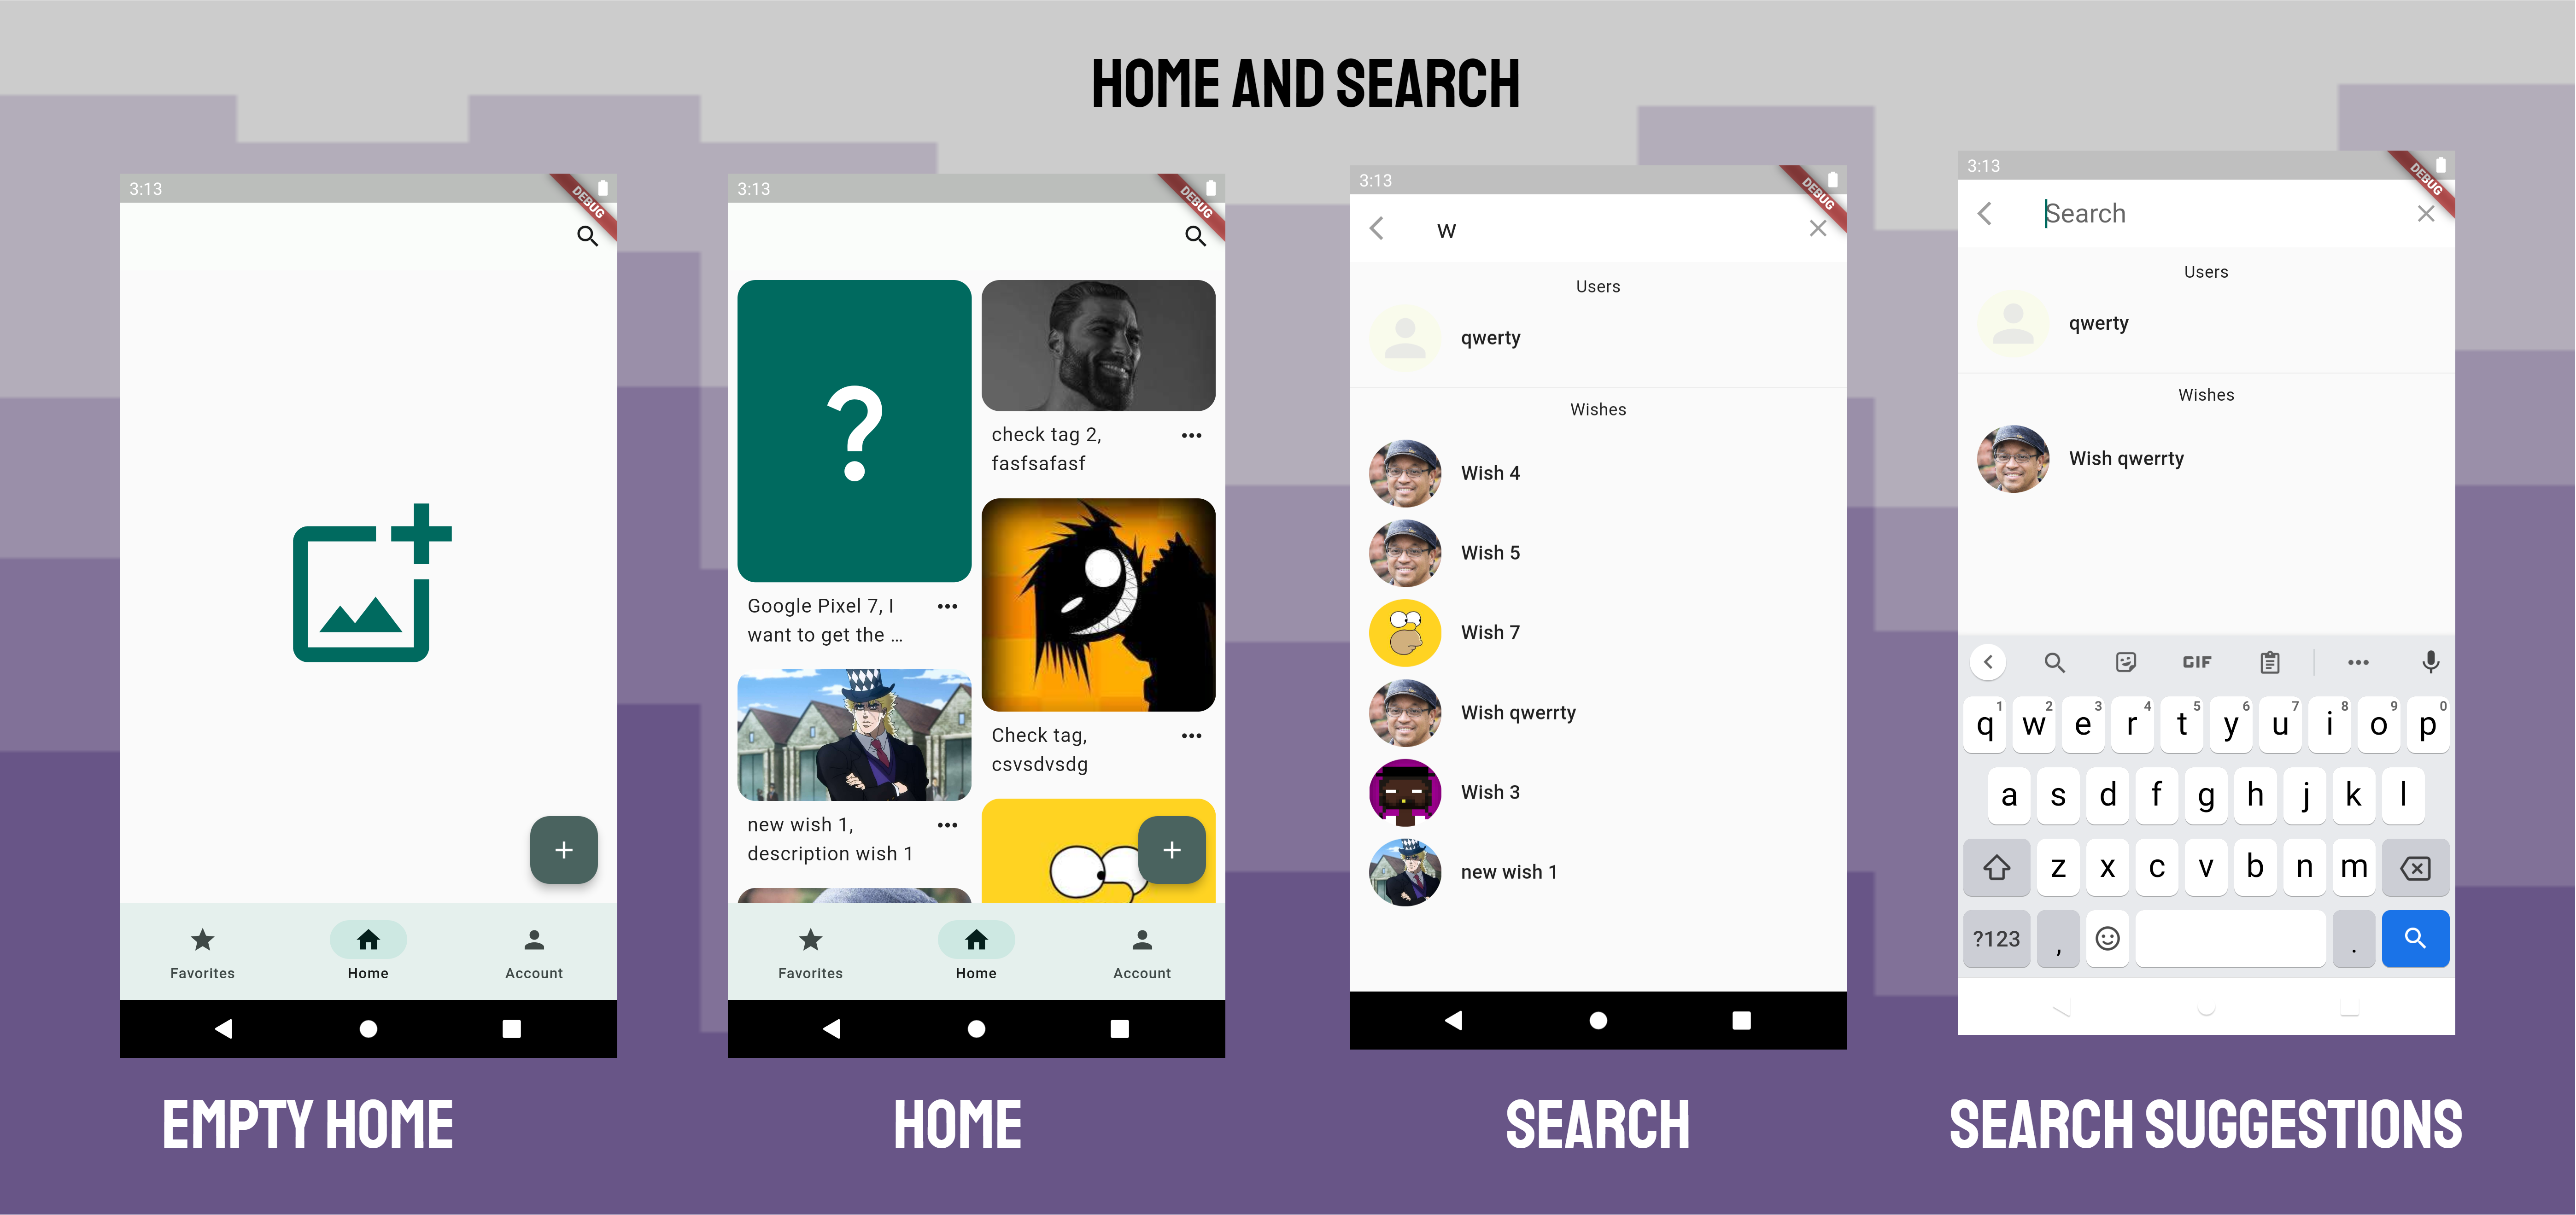 HOME AND SEARCH
3:13
DEBUG
Favorites
Home
Account
EMPTY HOME
3:13
DEBUG
?
Google Pixel 7, I
want to get the ...
new wish 1,
description wish 1
check tag 2,
fasfsafasf
Check tag,
csvsdvsdg
Favorites
Home
Account
HOME
3:13
DEBUG
w
Users
qwerty
Wishes
Wish 4
Wish 5
Wish 7
Wish qwerrty
Wish 3
new wish 1
SEARCH
3:13
DEBUG
Search
Users
qwerty
Wishes
Wish qwerrty
GIF
1 2 3 4 5 6 7 8 9 0
q w e r t y u i o p
a s d f g h j k l
z x c v b n m
?123 , .
SEARCH SUGGESTIONS